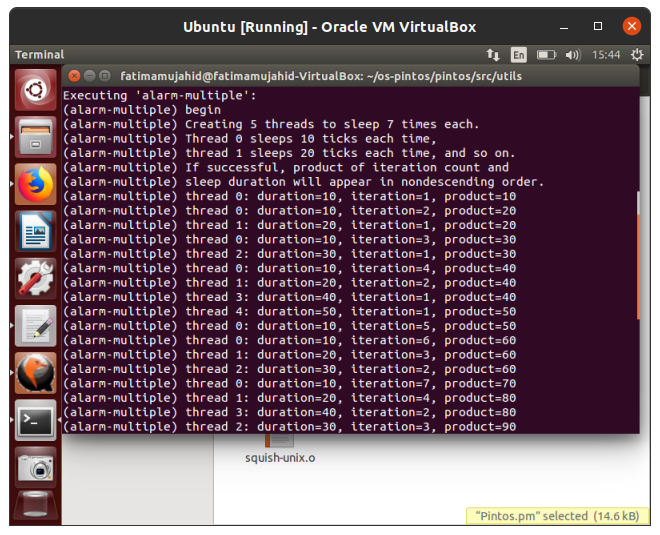 Ubuntu [Running] - Oracle VM VirtualBox
Terminal
En
15:44
fatimamujahid@fatimamujahid-VirtualBox: ~/os-pintos/pintos/src/utils
Executing 'alarm-multiple':
(alarm-multiple) begin
(alarm-multiple) Creating 5 threads to sleep 7 times each.
(alarm-multiple) Thread 0 sleeps 10 ticks each time,
(alarm-multiple) thread 1 sleeps 20 ticks each time, and so on.
(alarm-multiple) If successful, product of iteration count and
(alarm-multiple) sleep duration will appear in nondescending order.
(alarm-multiple) thread 0: duration=10, iteration=1, product=10
(alarm-multiple) thread 0: duration=10, iteration=2, product=20
(alarm-multiple) thread 1: duration=20, iteration=1, product=20
(alarm-multiple) thread 0: duration=10, iteration=3, product=30
(alarm-multiple) thread 2: duration=30, iteration=1, product=30
(alarm-multiple) thread 0: duration=10, iteration=4, product=40
(alarm-multiple) thread 1: duration=20, iteration=2, product=40
(alarm-multiple) thread 3: duration=40, iteration=1, product=40
(alarm-multiple) thread 4: duration=50, iteration=1, product=50
(alarm-multiple) thread 0: duration=10, iteration=5, product=50
(alarm-multiple) thread 0: duration=10, iteration=6, product=60
(alarm-multiple) thread 1: duration=20, iteration=3, product=60
(alarm-multiple) thread 2: duration=30, iteration=2, product=60
(alarm-multiple) thread 0: duration=10, iteration=7, product=70
(alarm-multiple) thread 1: duration=20, iteration=4, product=80
(alarm-multiple) thread 3: duration=40, iteration=2, product=80
(alarm-multiple) thread 2: duration=30, iteration=3, product=90
squish-unix.o
"Pintos.pm" selected (14.6 kB)